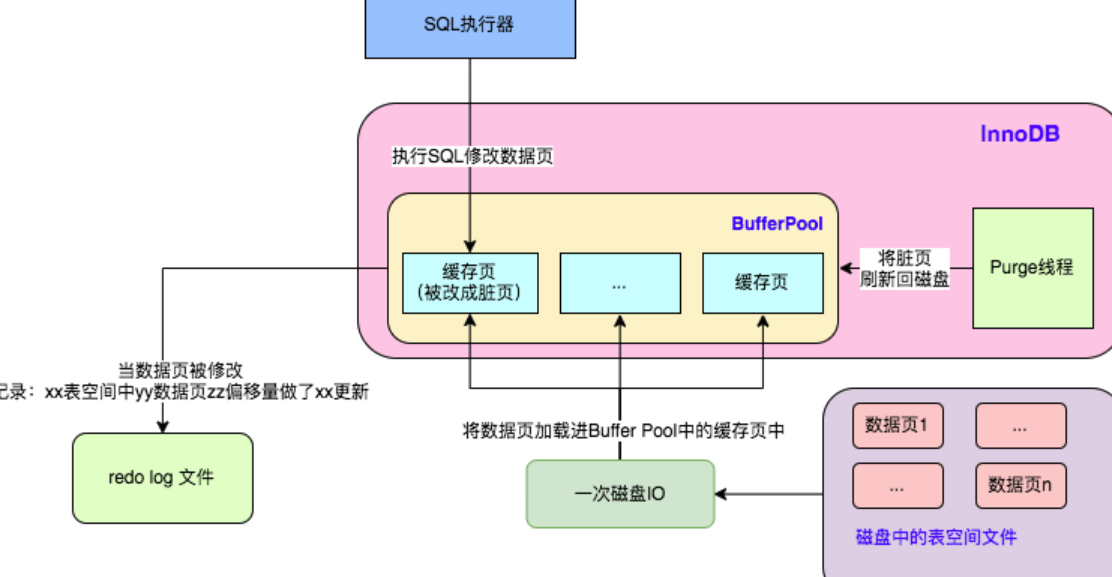 SQL执行器
InnoDB
执行SQL修改数据页
BufferPool
缓存页
(被改成脏页)
...
缓存页
将脏页
刷新回磁盘
Purge线程
当数据页被修改
记录：xx表空间中yy数据页zz偏移量做了xx更新
redo log 文件
将数据页加载进Buffer Pool中的缓存页中
一次磁盘IO
数据页1
...
...
数据页n
磁盘中的表空间文件